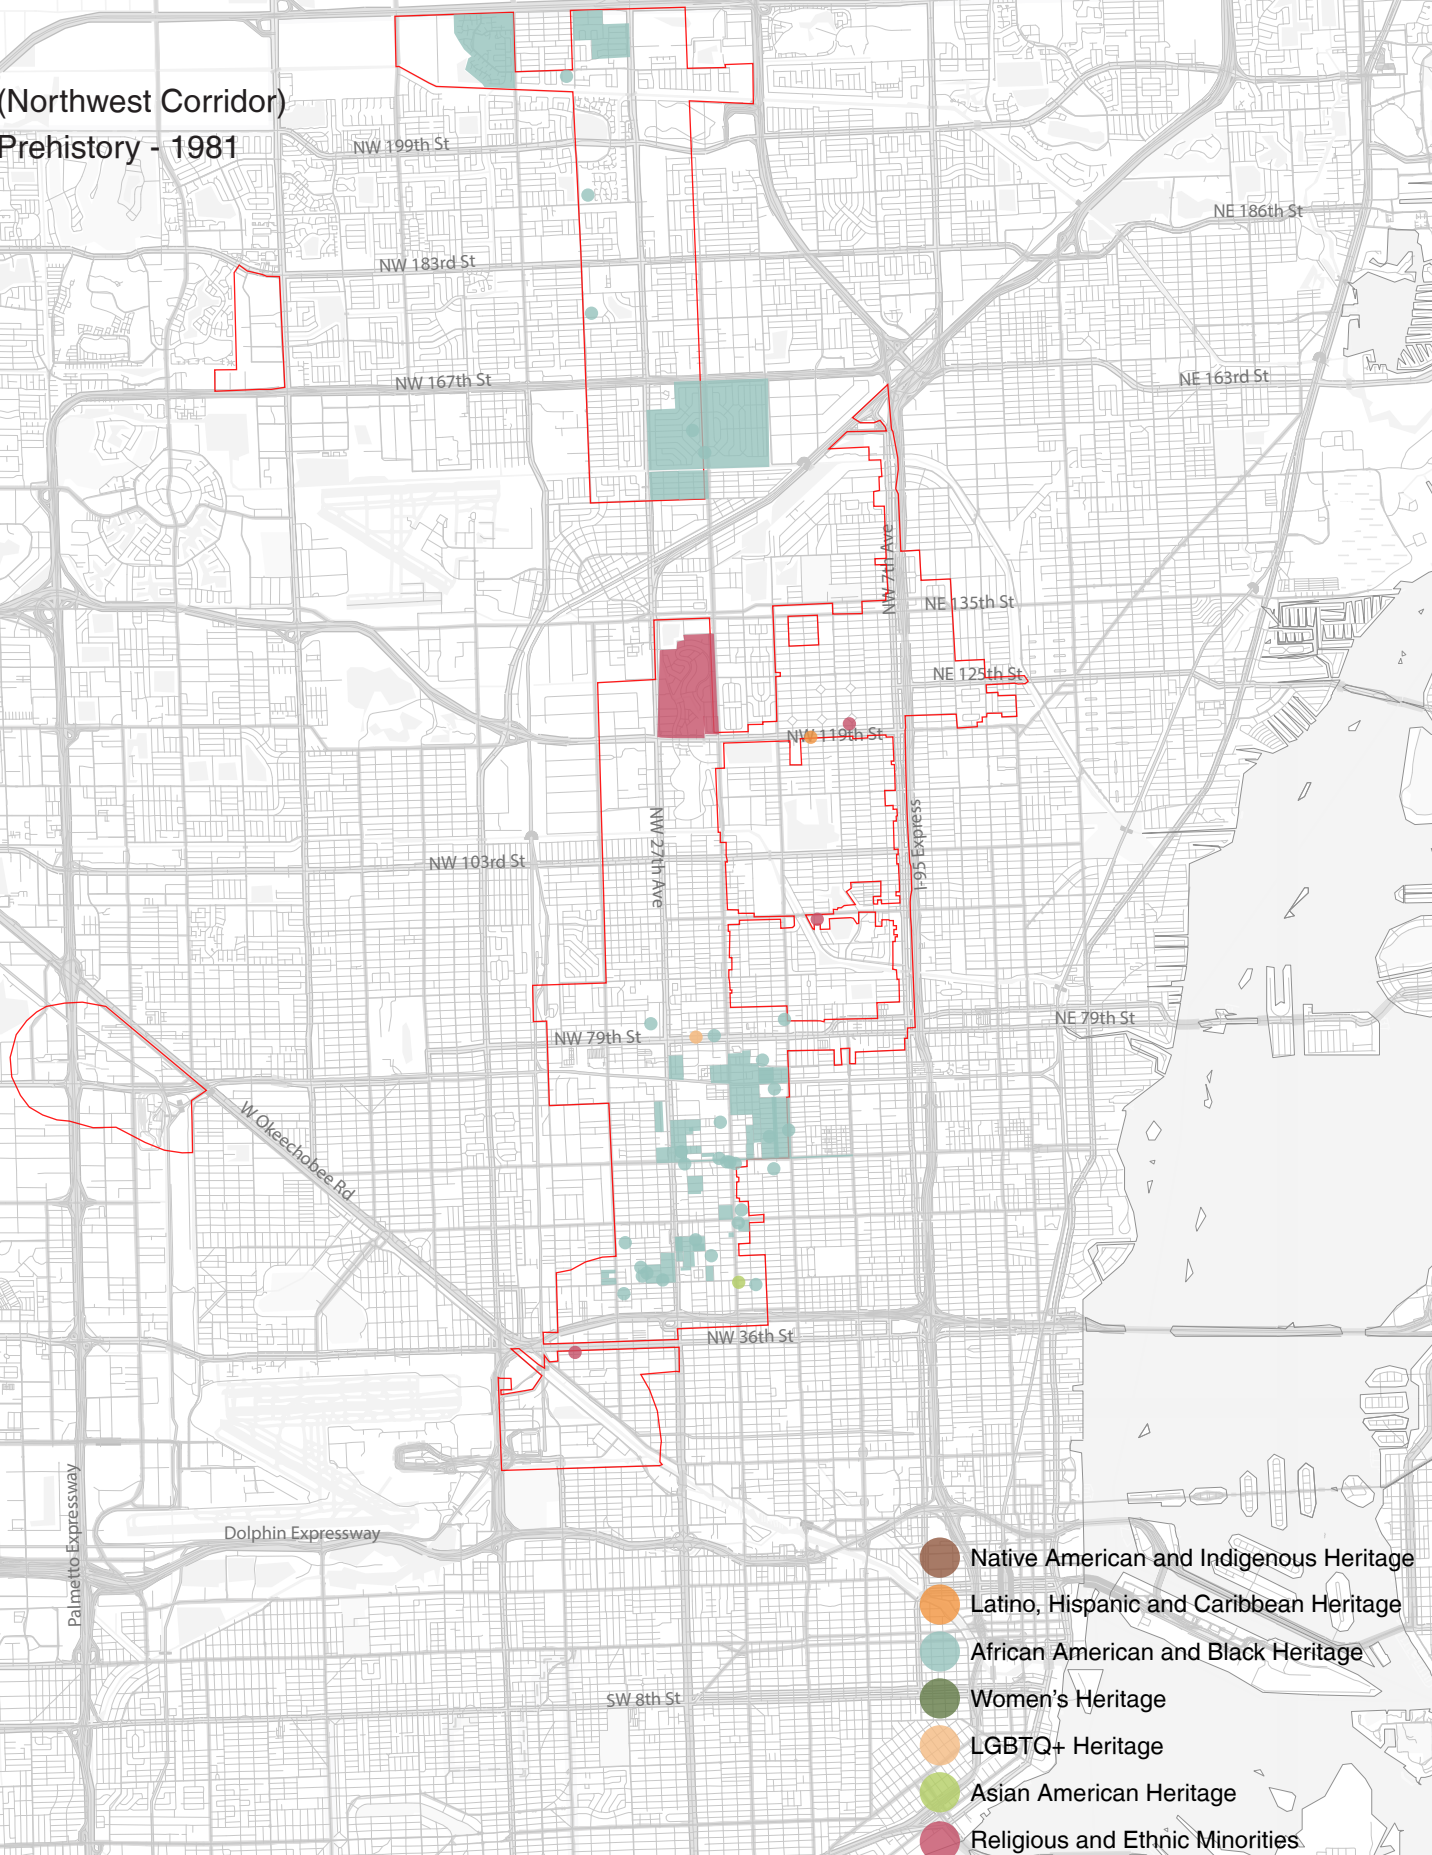 (Northwest Corridor)
Prehistory - 1981
NW 199th St
NE 186th St
NW 183rd St
NW 167th St
NE 163rd St
NW 7th Ave
NE 135th St
NE 125th St
NW 119th St
NW 27th Ave
I-95 Express
NW 103rd St
NE 79th St
NW 79th St
W Okeechobee Rd
NW 36th St
Palmetto Expressway
Dolphin Expressway
SW 8th St
Native American and Indigenous Heritage
Latino, Hispanic and Caribbean Heritage
African American and Black Heritage
Women's Heritage
LGBTQ+ Heritage
Asian American Heritage
Religious and Ethnic Minorities